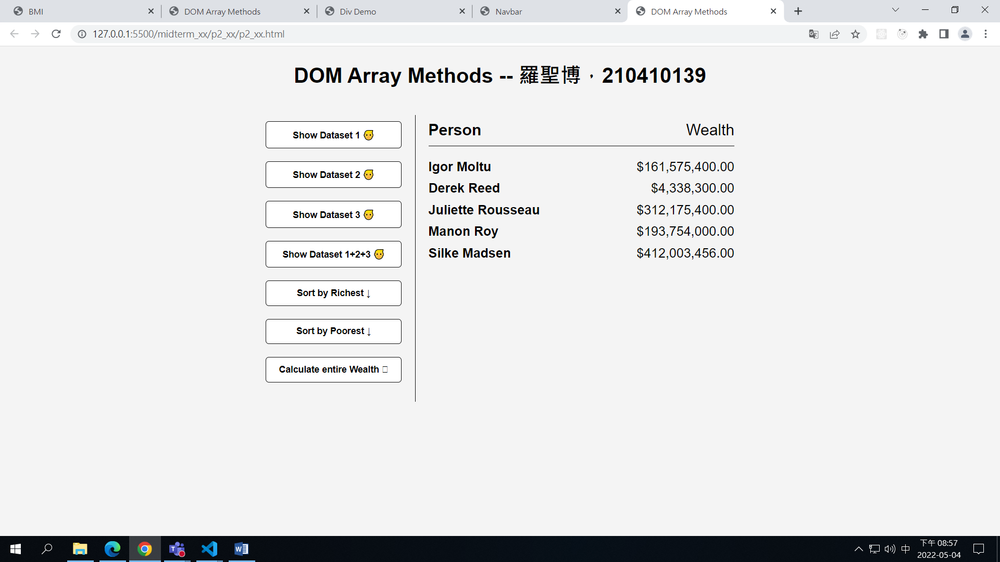 BMI
DOM Array Methods
Div Demo
Navbar
DOM Array Methods
127.0.0.1:5500/midterm_xx/p2_xx/p2_xx.html
DOM Array Methods -- 羅聖博，210410139
Show Dataset 1
Show Dataset 2
Show Dataset 3
Show Dataset 1+2+3
Sort by Richest ↓
Sort by Poorest ↓
Calculate entire Wealth
Person Wealth
Igor Moltu $161,575,400.00
Derek Reed $4,338,300.00
Juliette Rousseau $312,175,400.00
Manon Roy $193,754,000.00
Silke Madsen $412,003,456.00
中
下午 08:57
2022-05-04